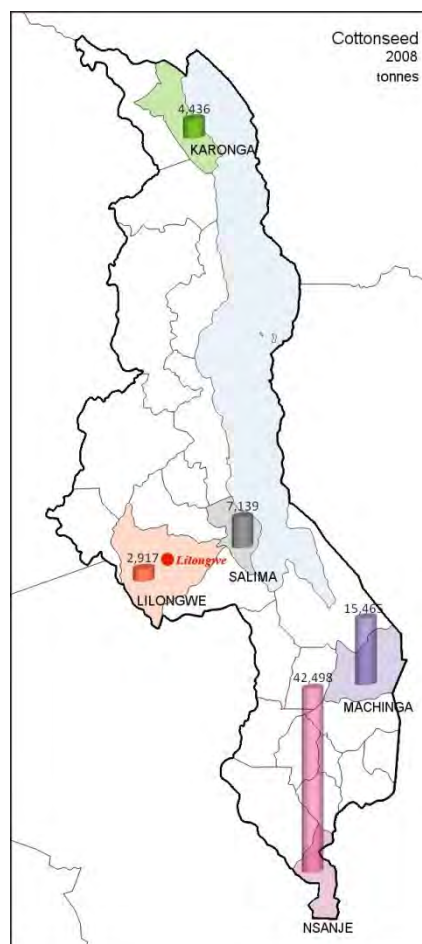 Cottonseed
2008
tonnes
4,436
KARONGA
7,139
2,917
Lilongwe
SALIMA
LILONGWE
15,465
42,498
MACHINGA
NSANJE